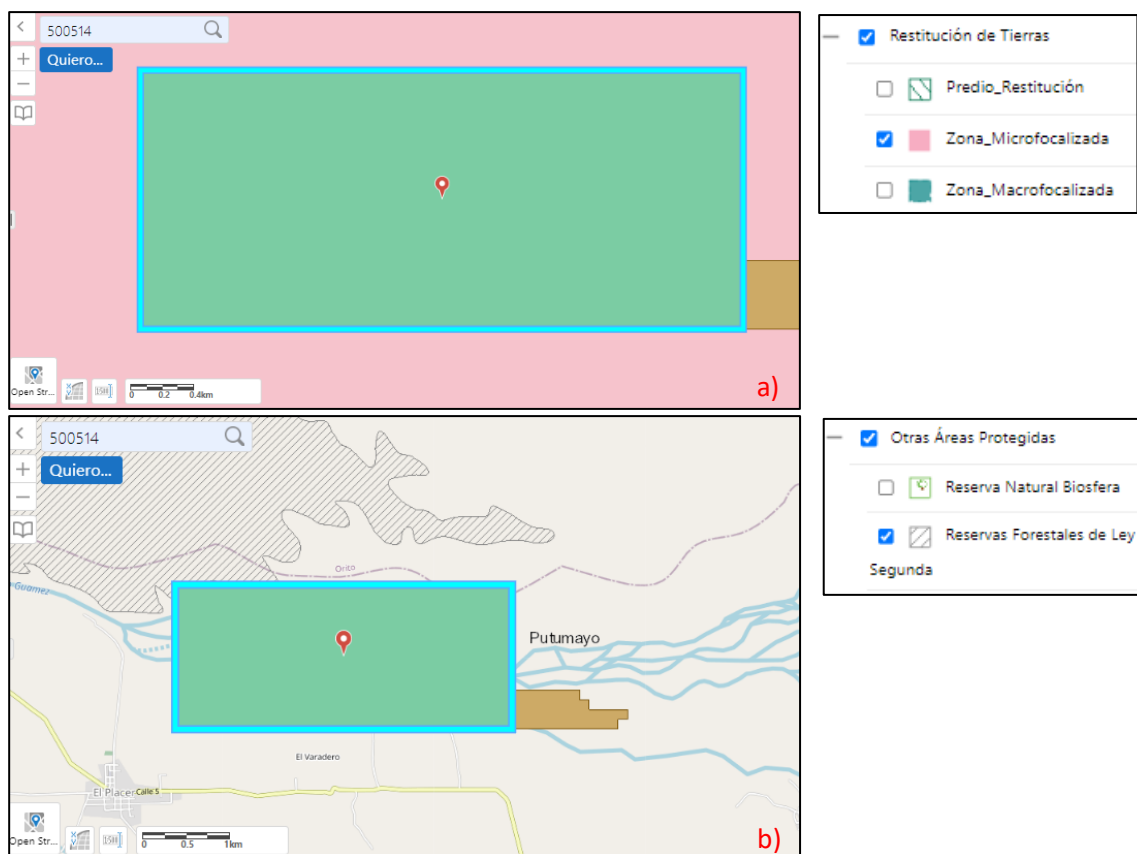 500514
Quiero...
Open Str...
0 0.2 0.4km
a)
Restitución de Tierras
Predio_Restitución
Zona_Microfocalizada
Zona_Macrofocalizada
500514
Quiero...
Orito
Guamez
Putumayo
El Varadero
El Placer
Calle 5
Open Str...
0 0.5 1km
b)
Otras Áreas Protegidas
Reserva Natural Biosfera
Reservas Forestales de Ley
Segunda